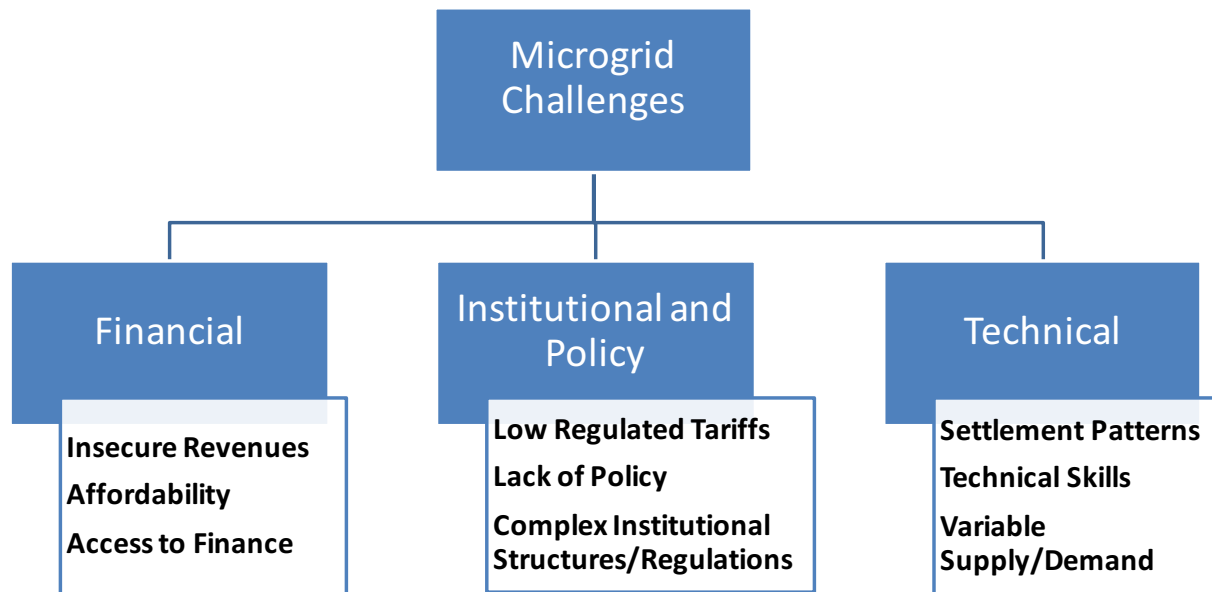 Microgrid
Challenges
Financial
Insecure Revenues
Affordability
Access to Finance
Institutional and
Policy
Low Regulated Tariffs
Lack of Policy
Complex Institutional
Structures/Regulations
Technical
Settlement Patterns
Technical Skills
Variable
Supply/Demand